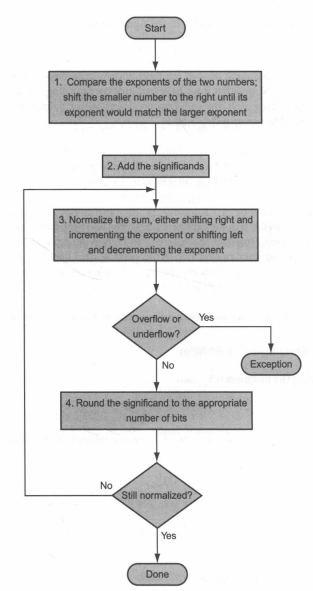 Start
1. Compare the exponents of the two numbers;
shift the smaller number to the right until its
exponent would match the larger exponent
2. Add the significands
3. Normalize the sum, either shifting right and
incrementing the exponent or shifting left
and decrementing the exponent
Overflow or
underflow?
Yes
Exception
No
4. Round the significand to the appropriate
number of bits
No
Still normalized?
Yes
Done